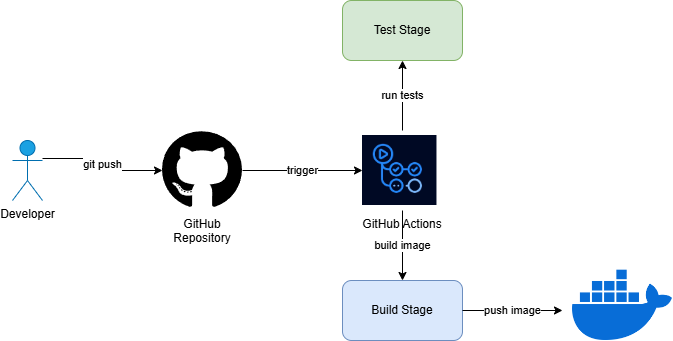 Test Stage
run tests
git push
trigger
Developer
GitHub
Repository
GitHub Actions
build image
Build Stage
push image